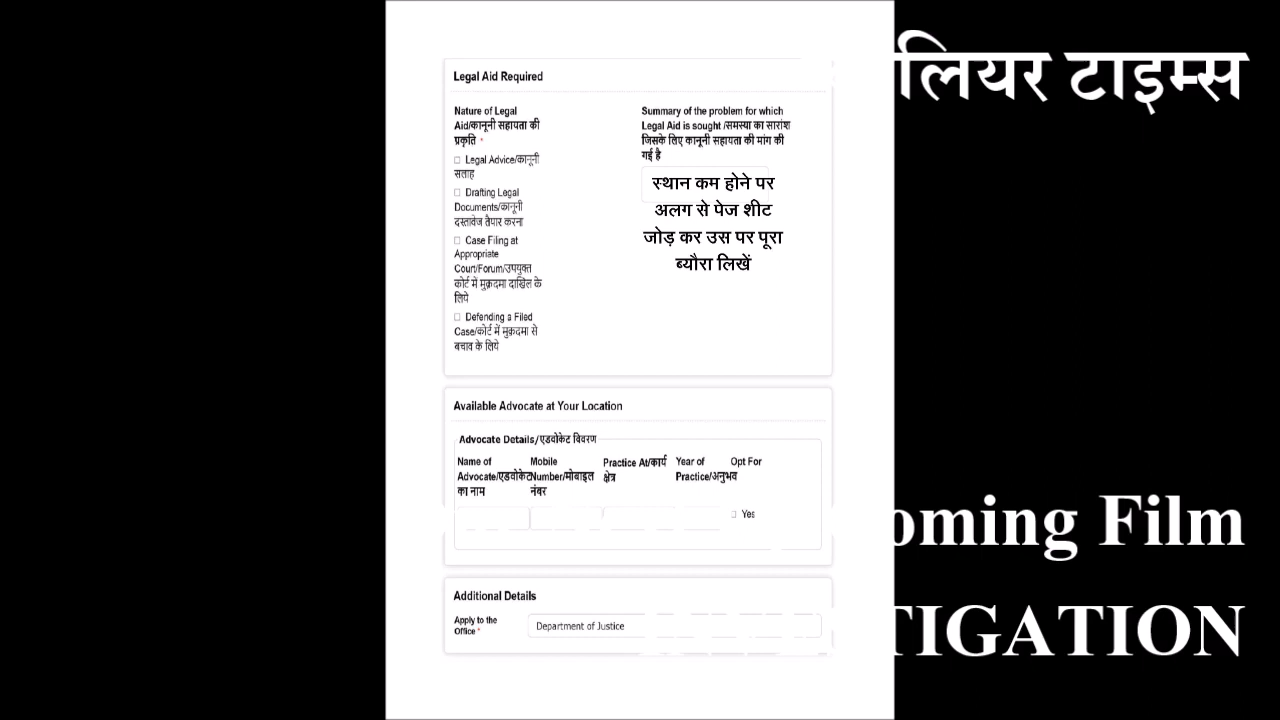 लियर टाइम्स
Legal Aid Required
Nature of Legal
Aid/कानूनी सहायता की
प्रकृति *
Legal Advice/कानूनी
सलाह
Drafting Legal
Documents/कानूनी
दस्तावेज तैयार करना
Case Filing at
Appropriate
Court/Forum/उपयुक्त
कोर्ट में मुक़दमा दाखिल के
लिये
Defending a Filed
Case/कोर्ट में मुक़दमा से
बचाव के लिये
Summary of the problem for which
Legal Aid is sought /समस्या का सारांश
जिसके लिए कानूनी सहायता की मांग की
गई है
स्थान कम होने पर
अलग से पेज शीट
जोड़ कर उस पर पूरा
ब्यौरा लिखें
Available Advocate at Your Location
Advocate Details/एडवोकेट विवरण
Name of
Advocate/एडवोकेट
का नाम
Mobile
Number/मोबाइल
नंबर
Practice At/कार्य
क्षेत्र
Year of
Practice/अनुभव
Opt For
Yes
oming Film
Additional Details
Apply to the
Office *
Department of Justice
TIGATION